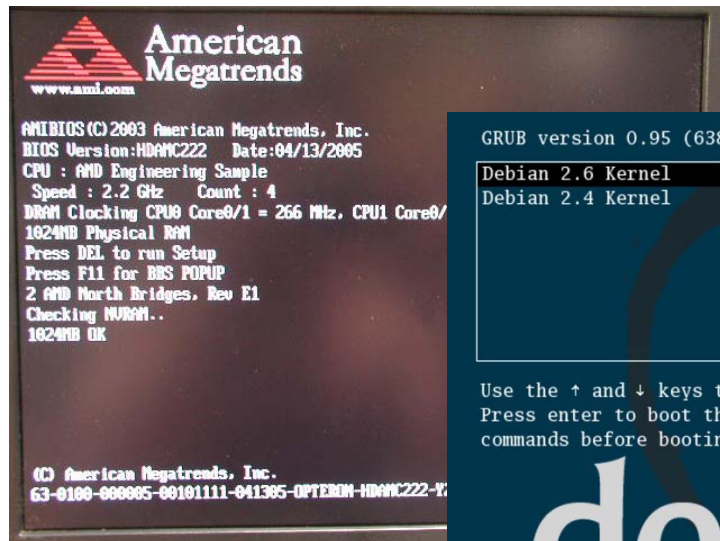 American
Megatrends
www.ami.com
AMIBIOS(C)2003 American Megatrends, Inc.
BIOS Version:HDAMC222 Date:04/13/2005
CPU : AMD Engineering Sample
Speed : 2.2 GHz Count : 4
DRAM Clocking CPU0 Core0/1 = 266 MHz, CPU1 Core0/
1024MB Physical RAM
Press DEL to run Setup
Press F11 for BBS POPUP
2 AMD North Bridges, Rev E1
Checking NVRAM..
1024MB OK
(C) American Megatrends, Inc.
63-0100-000005-00101111-041305-OPTERON-HDAMC222-Y2
GRUB version 0.95 (638
Debian 2.6 Kernel
Debian 2.4 Kernel
Use the ↑ and ↓ keys t
Press enter to boot th
commands before bootin
de